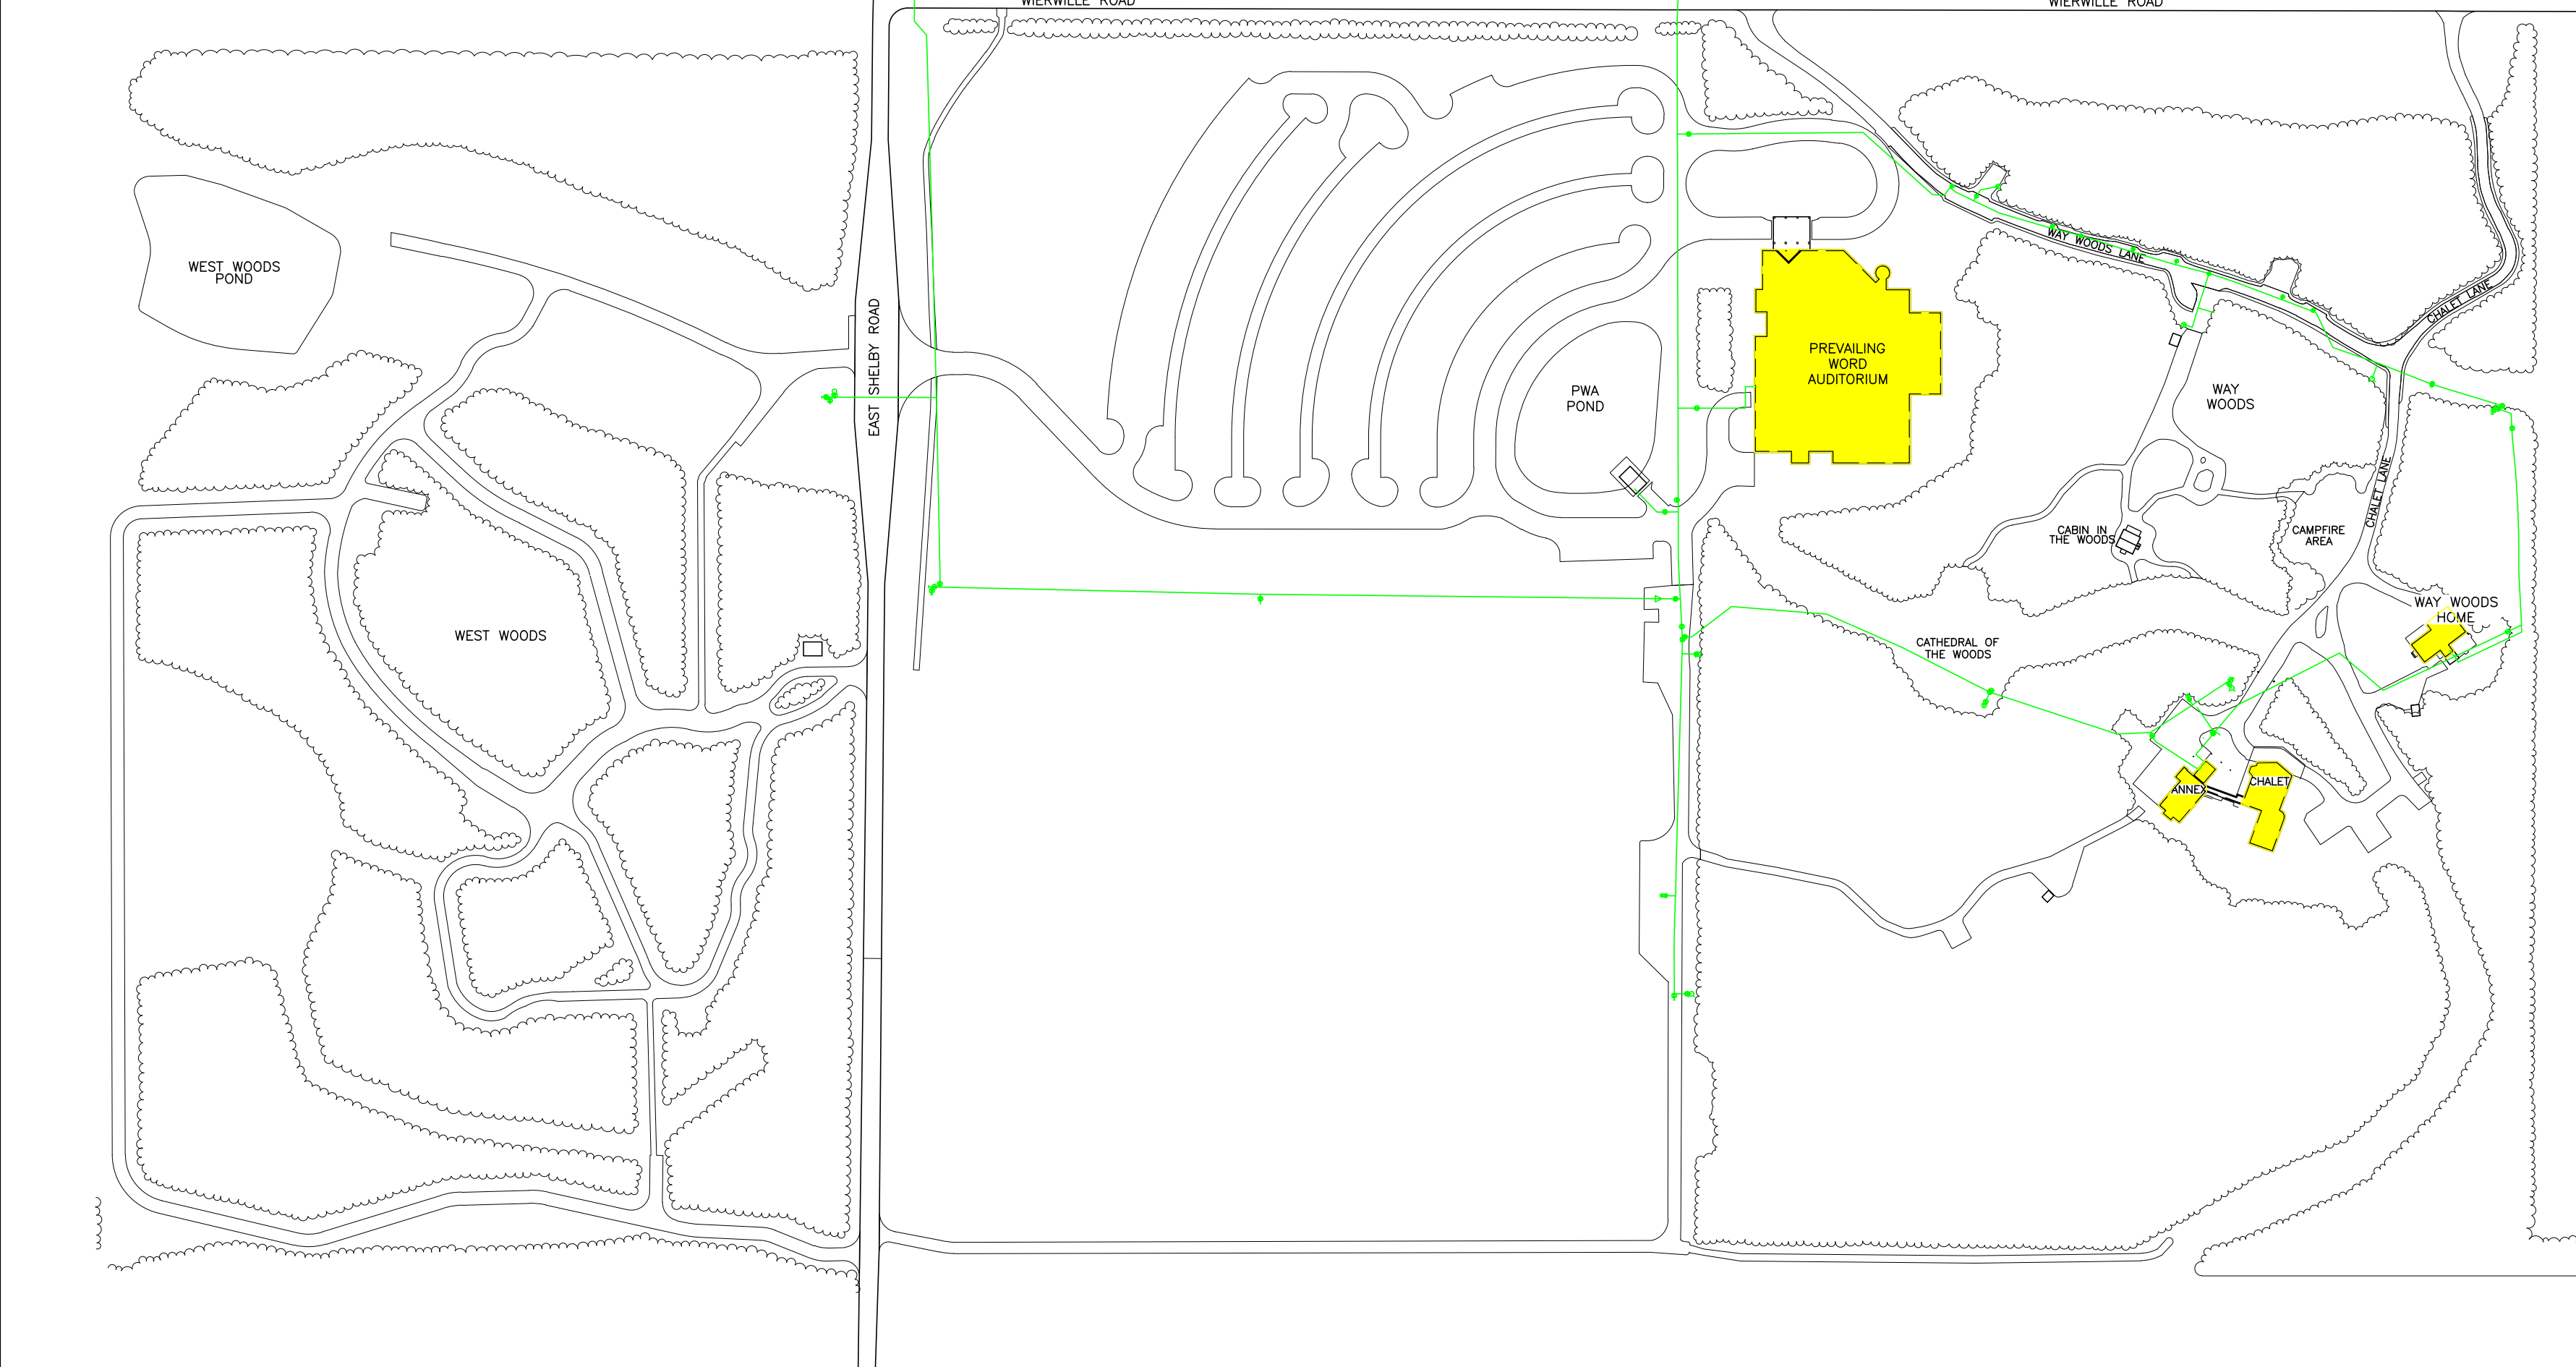 WIERWILLE ROAD
WIERWILLE ROAD
WEST WOODS
POND
EAST SHELBY ROAD
WAY WOODS LANE
CHALET LANE
PREVAILING
WORD
AUDITORIUM
PWA
POND
WAY
WOODS
CHALET LANE
CABIN IN
THE WOODS
CAMPFIRE
AREA
WAY WOODS
HOME
WEST WOODS
CATHEDRAL OF
THE WOODS
ANNEX
CHALET